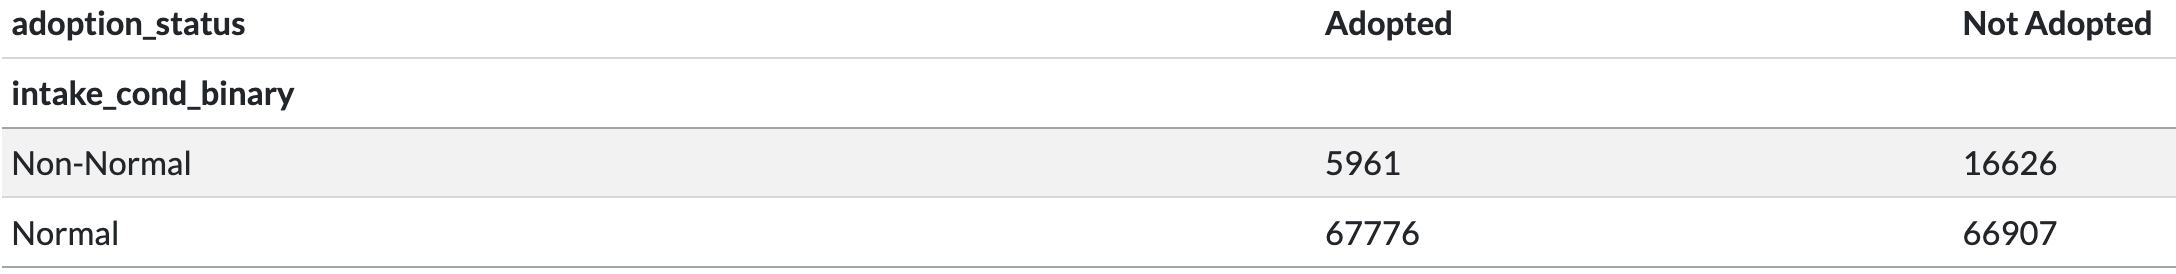 adoption_status Adopted Not Adopted
intake_cond_binary
Non-Normal 5961 16626
Normal 67776 66907